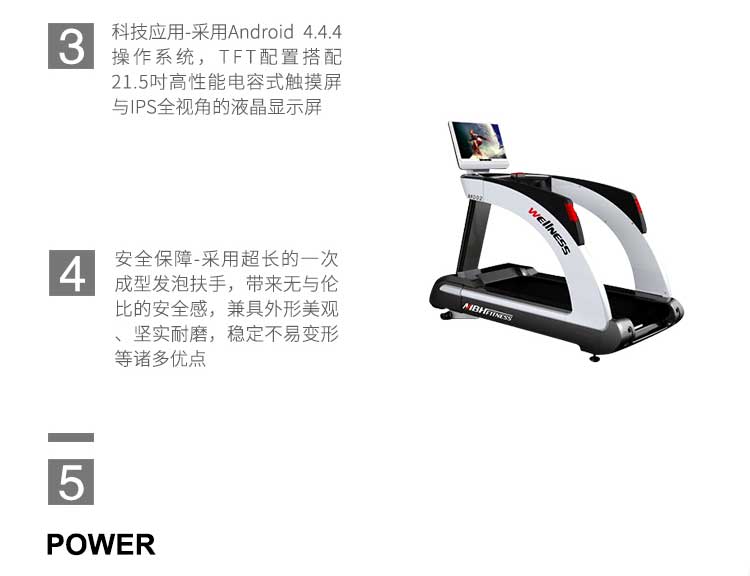 3
科技应用-采用Android 4.4.4
操作系统，TFT配置搭配
21.5吋高性能电容式触摸屏
与IPS全视角的液晶显示屏
WellNESS
MBHFITNESS
4
安全保障-采用超长的一次
成型发泡扶手，带来无与伦
比的安全感，兼具外形美观
、坚实耐磨，稳定不易变形
等诸多优点
5
POWER